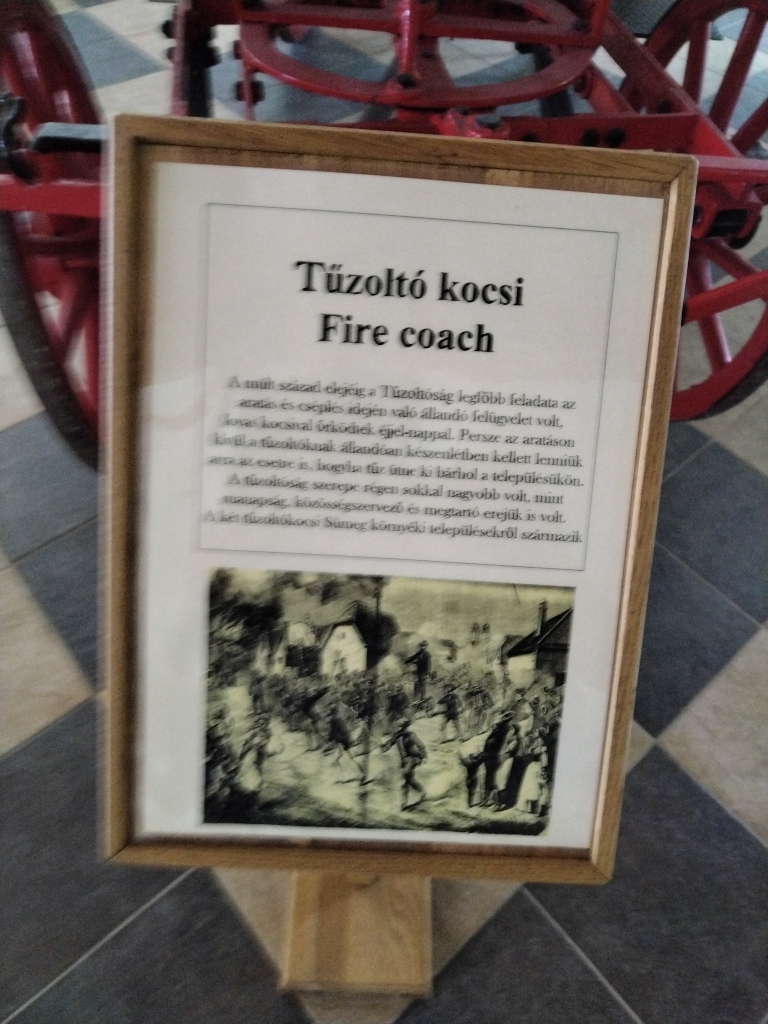 Tűzoltó kocsi
Fire coach
A múlt század elejéig a Tűzoltóság legfőbb feladata az
aratás és cséplés idején való állandó felügyelet volt,
lovas kocsival őrködtek éjjel-nappal. Persze az aratáson
kívül a tűzoltóknak állandóan készenlétben kellett lenniük
arra az esetre is, hogyha tűz ütne ki bárhol a településükön.
A tűzoltóság szerepe régen sokkal nagyobb volt, mint
manapság, közösségszervező és megtartó erejük is volt.
A két tűzoltókocsi Sümeg környéki településekről származik